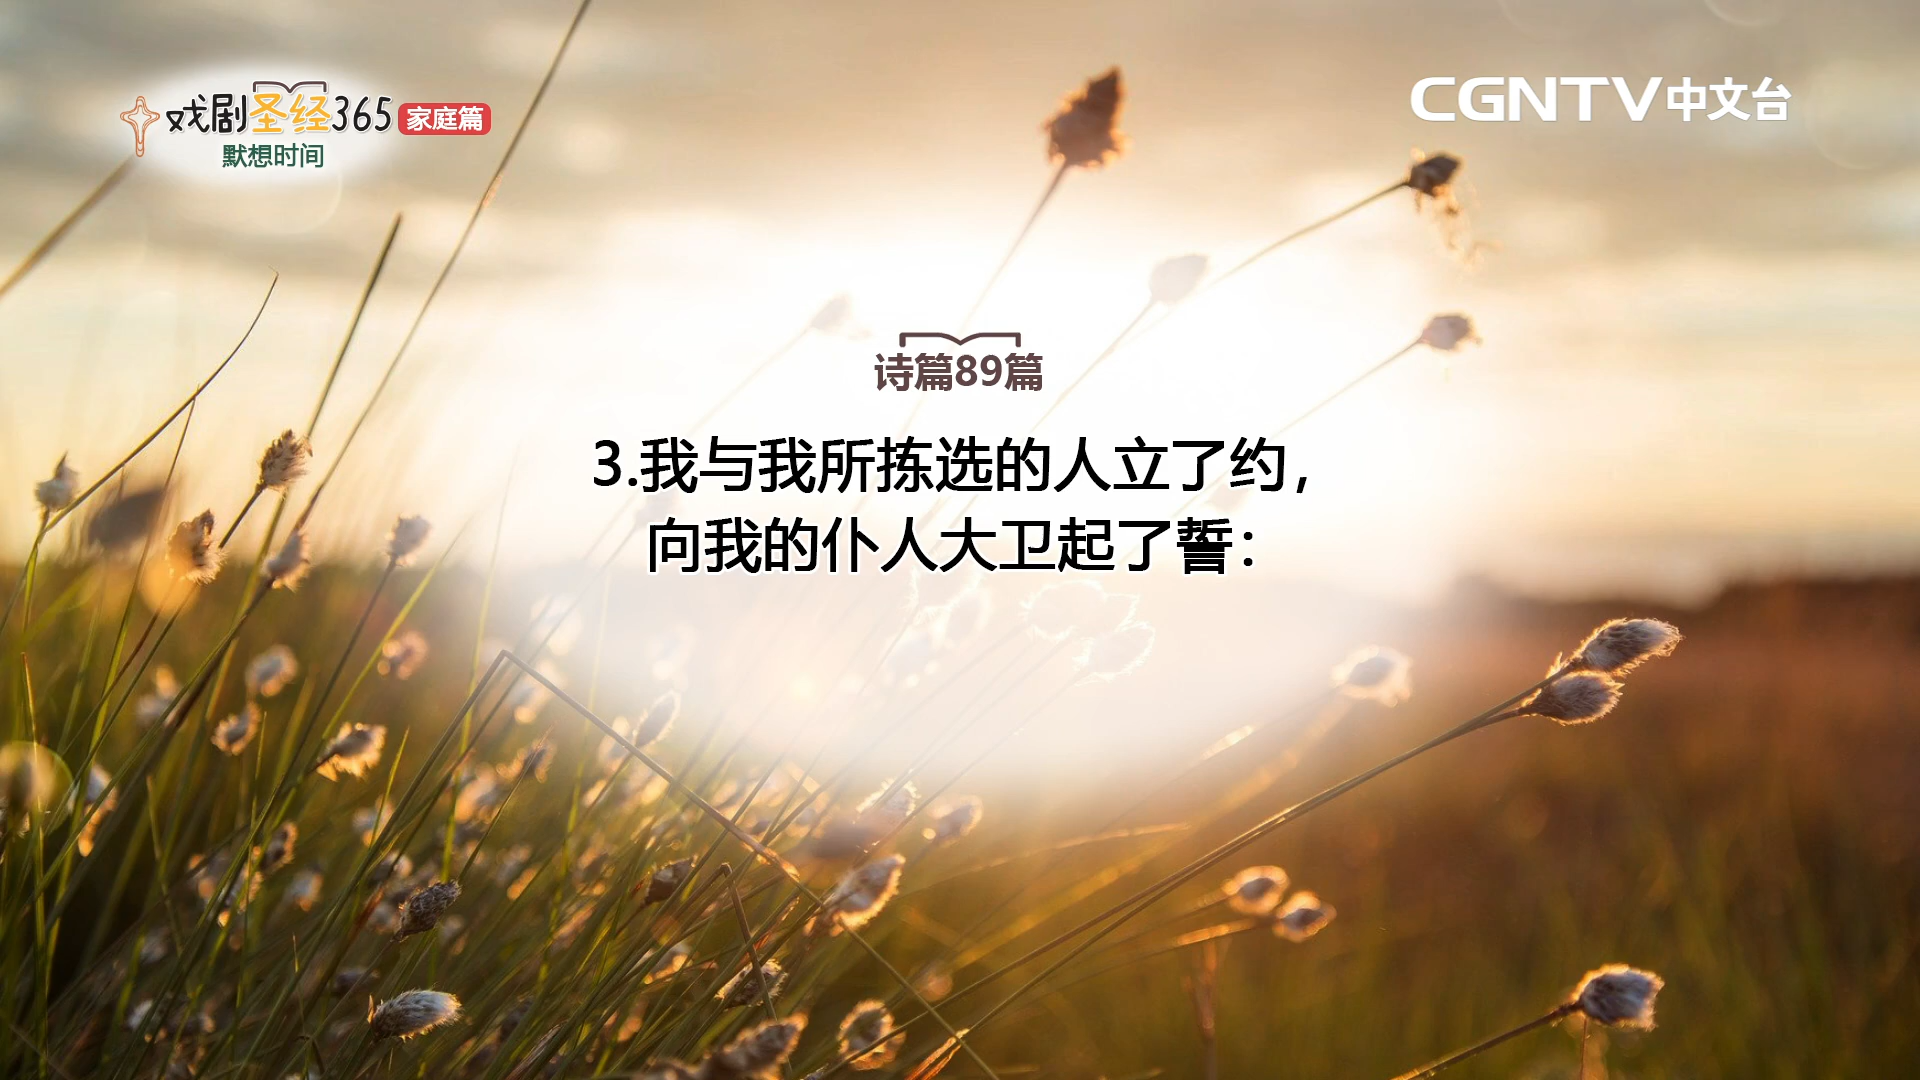 戏剧圣经365 家庭篇
默想时间
CGNTV中文台
诗篇89篇
3.我与我所拣选的人立了约，
向我的仆人大卫起了誓：